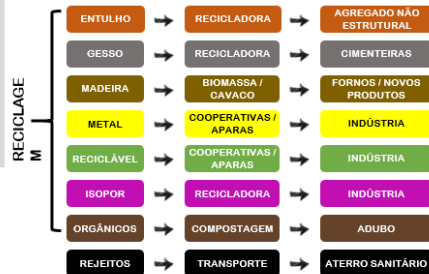 RECICLAGE
M
ENTULHO
RECICLADORA
AGREGADO NÃO
ESTRUTURAL
GESSO
RECICLADORA
CIMENTEIRAS
MADEIRA
BIOMASSA /
CAVACO
FORNOS / NOVOS
PRODUTOS
METAL
COOPERATIVAS /
APARAS
INDÚSTRIA
RECICLÁVEL
COOPERATIVAS /
APARAS
INDÚSTRIA
ISOPOR
RECICLADORA
INDÚSTRIA
ORGÂNICOS
COMPOSTAGEM
ADUBO
REJEITOS
TRANSPORTE
ATERRO SANITÁRIO